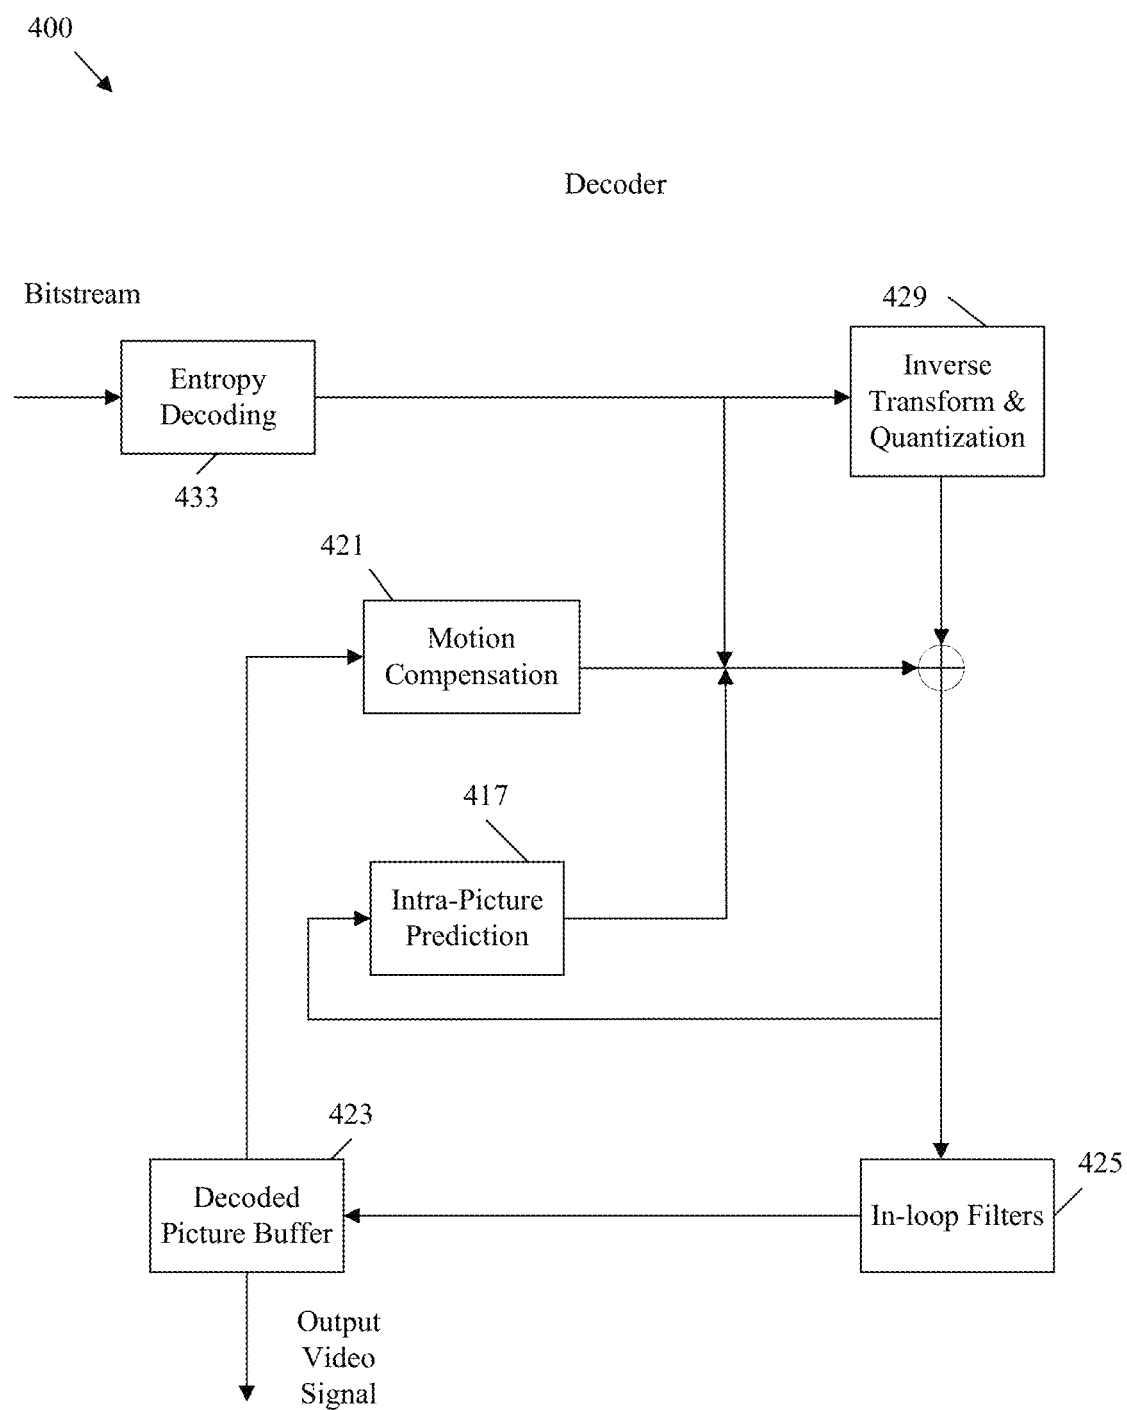 400
Decoder
Bitstream
429
Entropy
Decoding
Inverse
Transform &
Quantization
433
421
Motion
Compensation
417
Intra-Picture
Prediction
423
425
Decoded
Picture Buffer
In-loop Filters
Output
Video
Signal